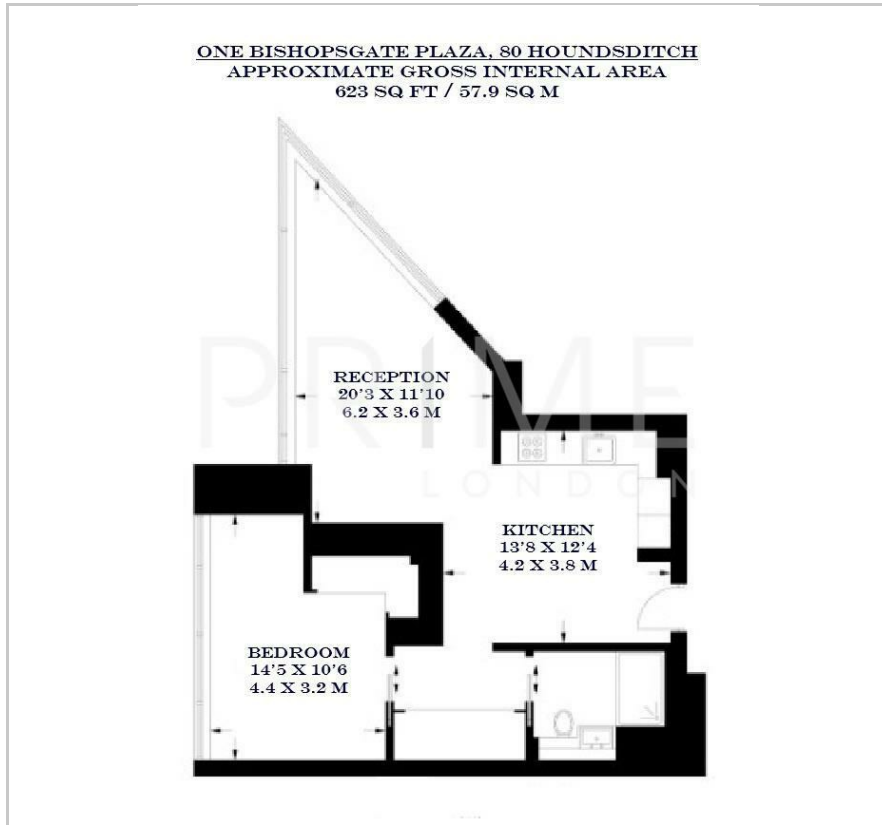 ONE BISHOPSGATE PLAZA, 80 HOUNDSDITCH
APPROXIMATE GROSS INTERNAL AREA
623 SQ FT / 57.9 SQ M
PRIME
LONDON
RECEPTION
20'3 X 11'10
6.2 X 3.6 M
KITCHEN
13'8 X 12'4
4.2 X 3.8 M
BEDROOM
14'5 X 10'6
4.4 X 3.2 M